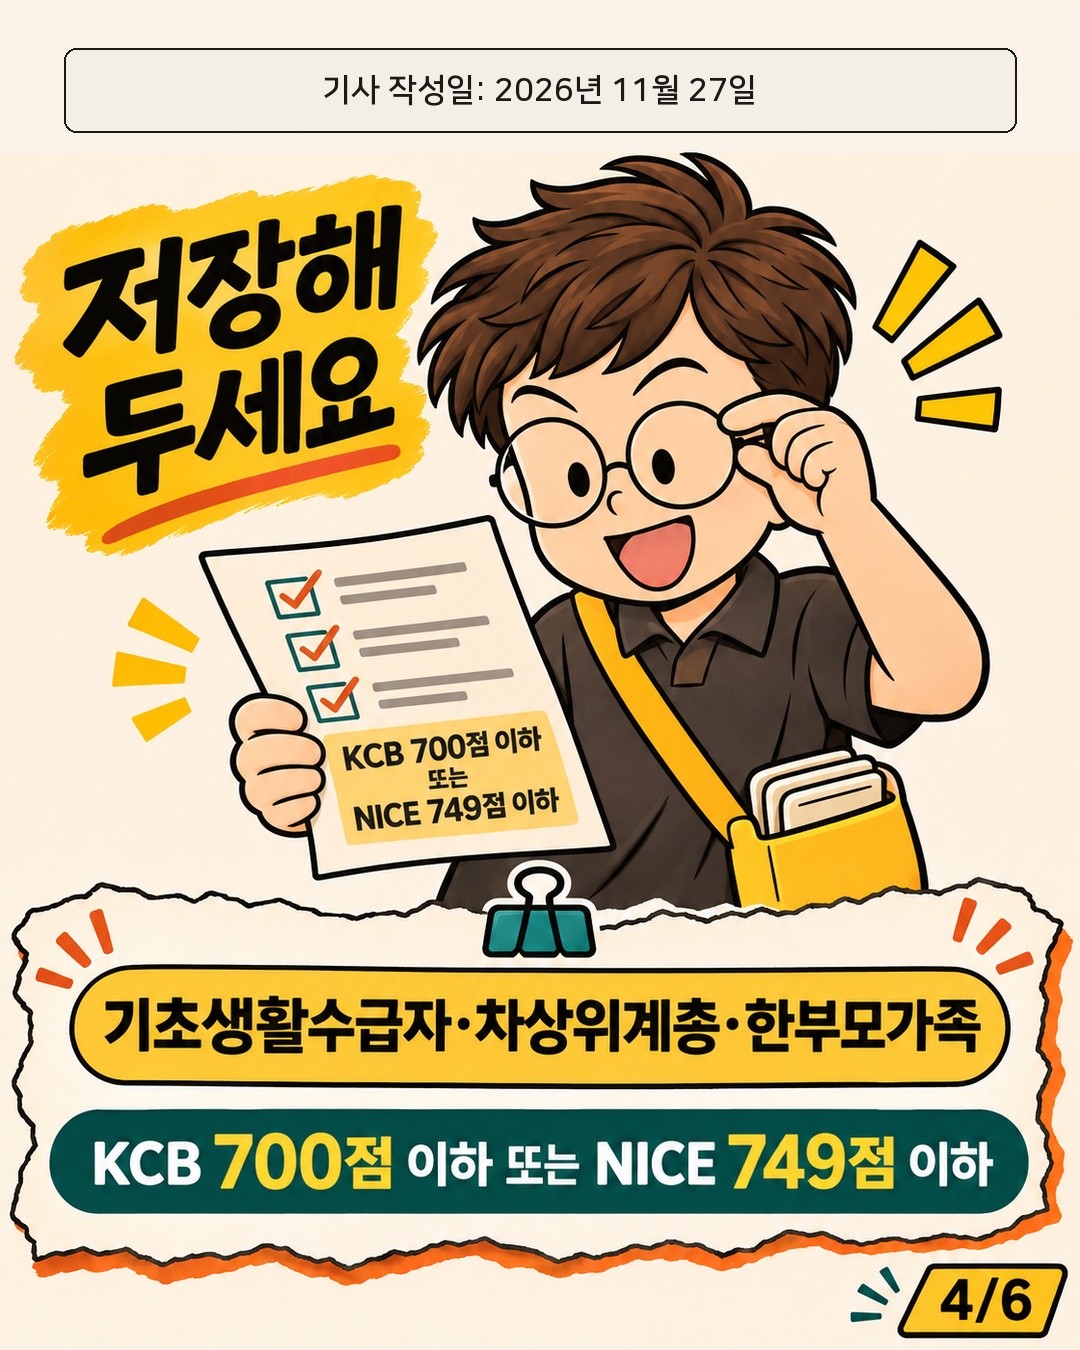 기사 작성일: 2026년 11월 27일
저장해
두세요
KCB 700점 이하
또는
NICE 749점 이하
기초생활수급자·차상위계층·한부모가족
KCB 700점 이하 또는 NICE 749점 이하
4/6